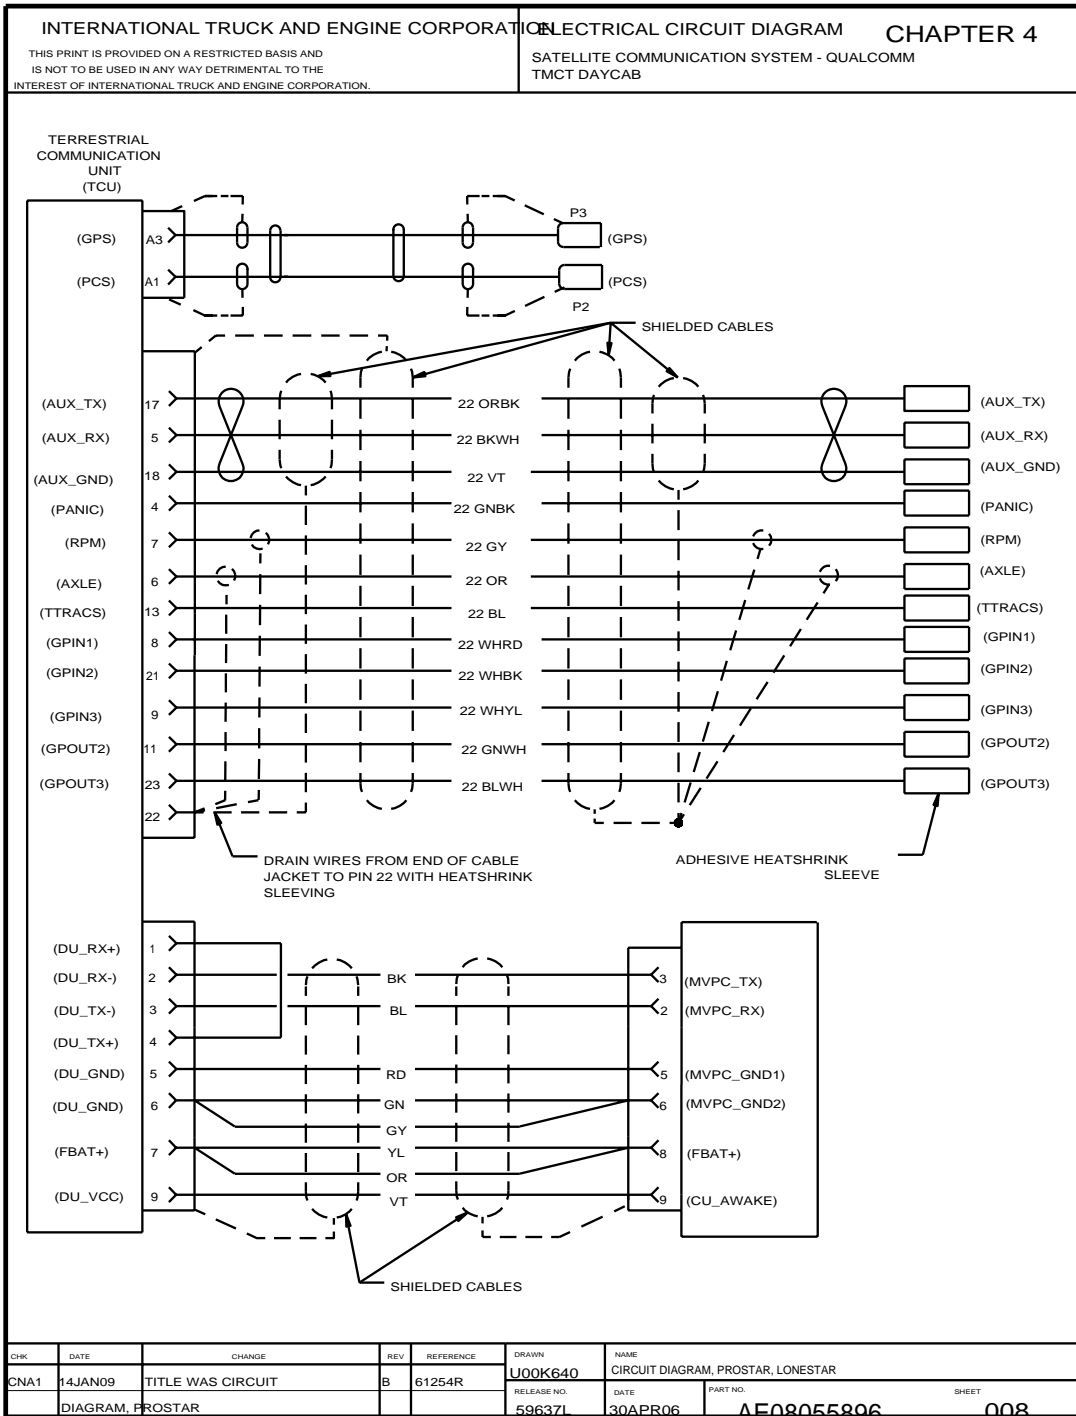 INTERNATIONAL TRUCK AND ENGINE CORPORATION
THIS PRINT IS PROVIDED ON A RESTRICTED BASIS AND
IS NOT TO BE USED IN ANY WAY DETRIMENTAL TO THE
INTEREST OF INTERNATIONAL TRUCK AND ENGINE CORPORATION.
ELECTRICAL CIRCUIT DIAGRAM
CHAPTER 4
SATELLITE COMMUNICATION SYSTEM - QUALCOMM
TMCT DAYCAB
TERRESTRIAL
COMMUNICATION
UNIT
(TCU)
(GPS) A3 P3 (GPS)
(PCS) A1 (PCS)
P2
SHIELDED CABLES
(AUX_TX) 17 22 ORBK (AUX_TX)
(AUX_RX) 5 22 BKWH (AUX_RX)
(AUX_GND) 18 22 VT (AUX_GND)
(PANIC) 4 22 GNBK (PANIC)
(RPM) 7 22 GY (RPM)
(AXLE) 6 22 OR (AXLE)
(TTRACS) 13 22 BL (TTRACS)
(GPIN1) 8 22 WHRD (GPIN1)
(GPIN2) 21 22 WHBK (GPIN2)
(GPIN3) 9 22 WHYL (GPIN3)
(GPOUT2) 11 22 GNWH (GPOUT2)
(GPOUT3) 23 22 BLWH (GPOUT3)
22
DRAIN WIRES FROM END OF CABLE
JACKET TO PIN 22 WITH HEATSHRINK
SLEEVING
ADHESIVE HEATSHRINK
SLEEVE
(DU_RX+) 1
(DU_RX-) 2 BK 3 (MVPC_TX)
(DU_TX-) 3 BL 2 (MVPC_RX)
(DU_TX+) 4
(DU_GND) 5 RD 5 (MVPC_GND1)
(DU_GND) 6 GN 6 (MVPC_GND2)
GY
(FBAT+) 7 YL 8 (FBAT+)
OR
(DU_VCC) 9 VT 9 (CU_AWAKE)
SHIELDED CABLES
CHK DATE CHANGE REV REFERENCE DRAWN NAME
CNA1 14JAN09 TITLE WAS CIRCUIT B 61254R U00K640 CIRCUIT DIAGRAM, PROSTAR, LONESTAR
DIAGRAM, PROSTAR
RELEASE NO. DATE PART NO. SHEET
59637L 30APR06 AE08055896 008